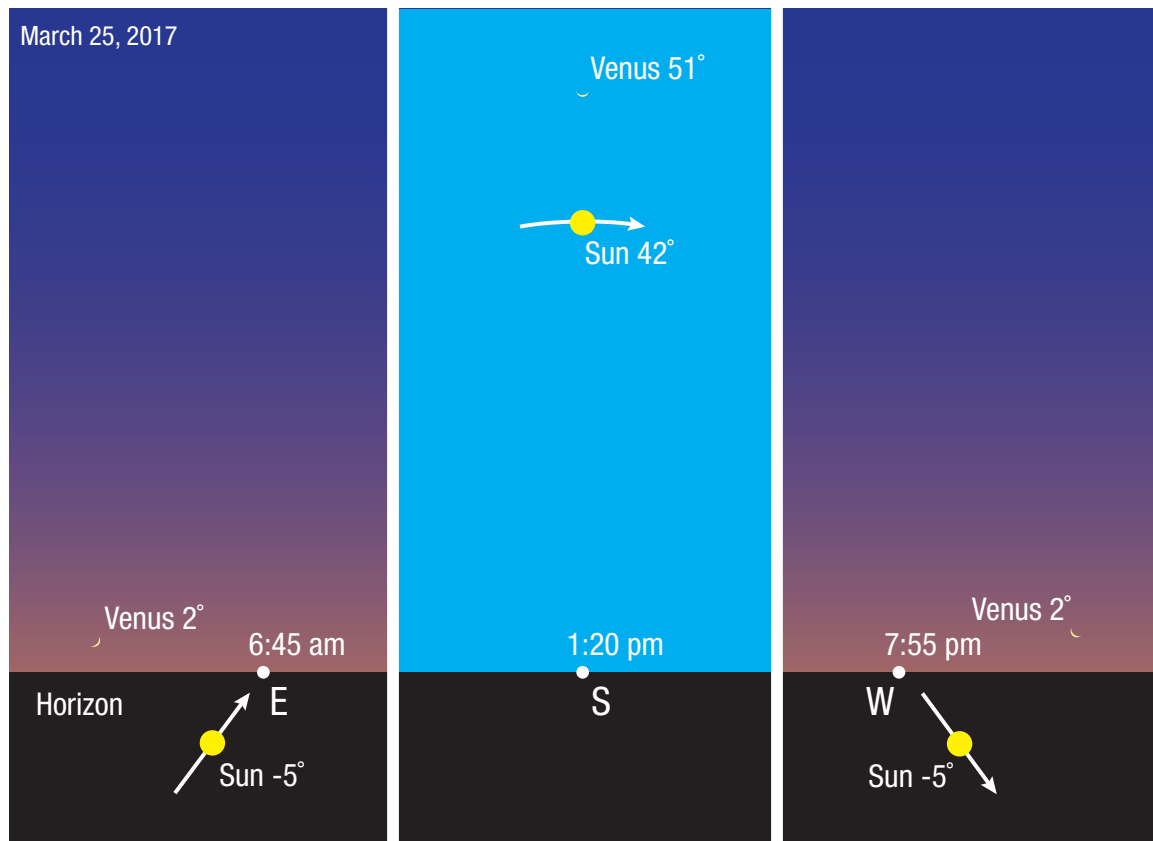 March 25, 2017
Venus 2°
6:45 am
Horizon
E
Sun -5°
Venus 51°
Sun 42°
1:20 pm
S
Venus 2°
7:55 pm
W
Sun -5°